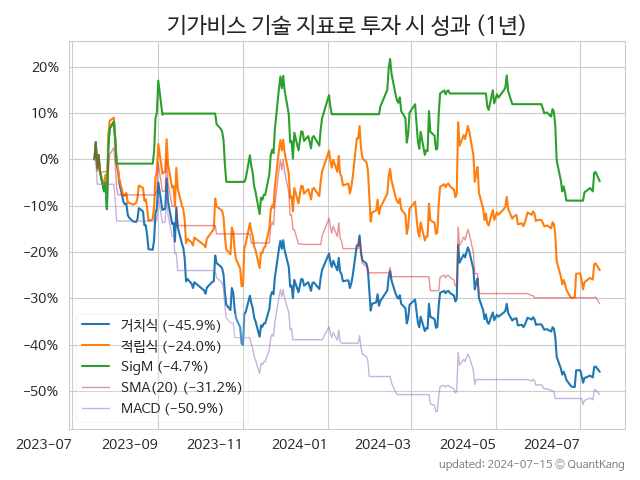 기가비스 기술 지표로 투자 시 성과 (1년)
20%
10%
0%
−10%
−20%
−30%
−40%
−50%
거치식 (−45.9%)
적립식 (−24.0%)
SigM (−4.7%)
SMA(20) (−31.2%)
MACD (−50.9%)
2023-07 2023-09 2023-11 2024-01 2024-03 2024-05 2024-07
updated: 2024-07-15 © QuantKang